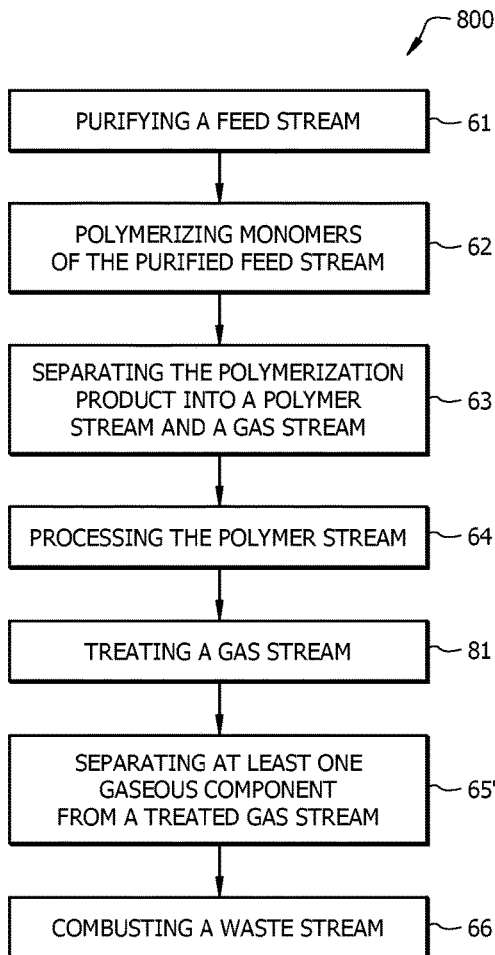 800
PURIFYING A FEED STREAM
61
POLYMERIZING MONOMERS
OF THE PURIFIED FEED STREAM
62
SEPARATING THE POLYMERIZATION
PRODUCT INTO A POLYMER
STREAM AND A GAS STREAM
63
PROCESSING THE POLYMER STREAM
64
TREATING A GAS STREAM
81
SEPARATING AT LEAST ONE
GASEOUS COMPONENT
FROM A TREATED GAS STREAM
65'
COMBUSTING A WASTE STREAM
66